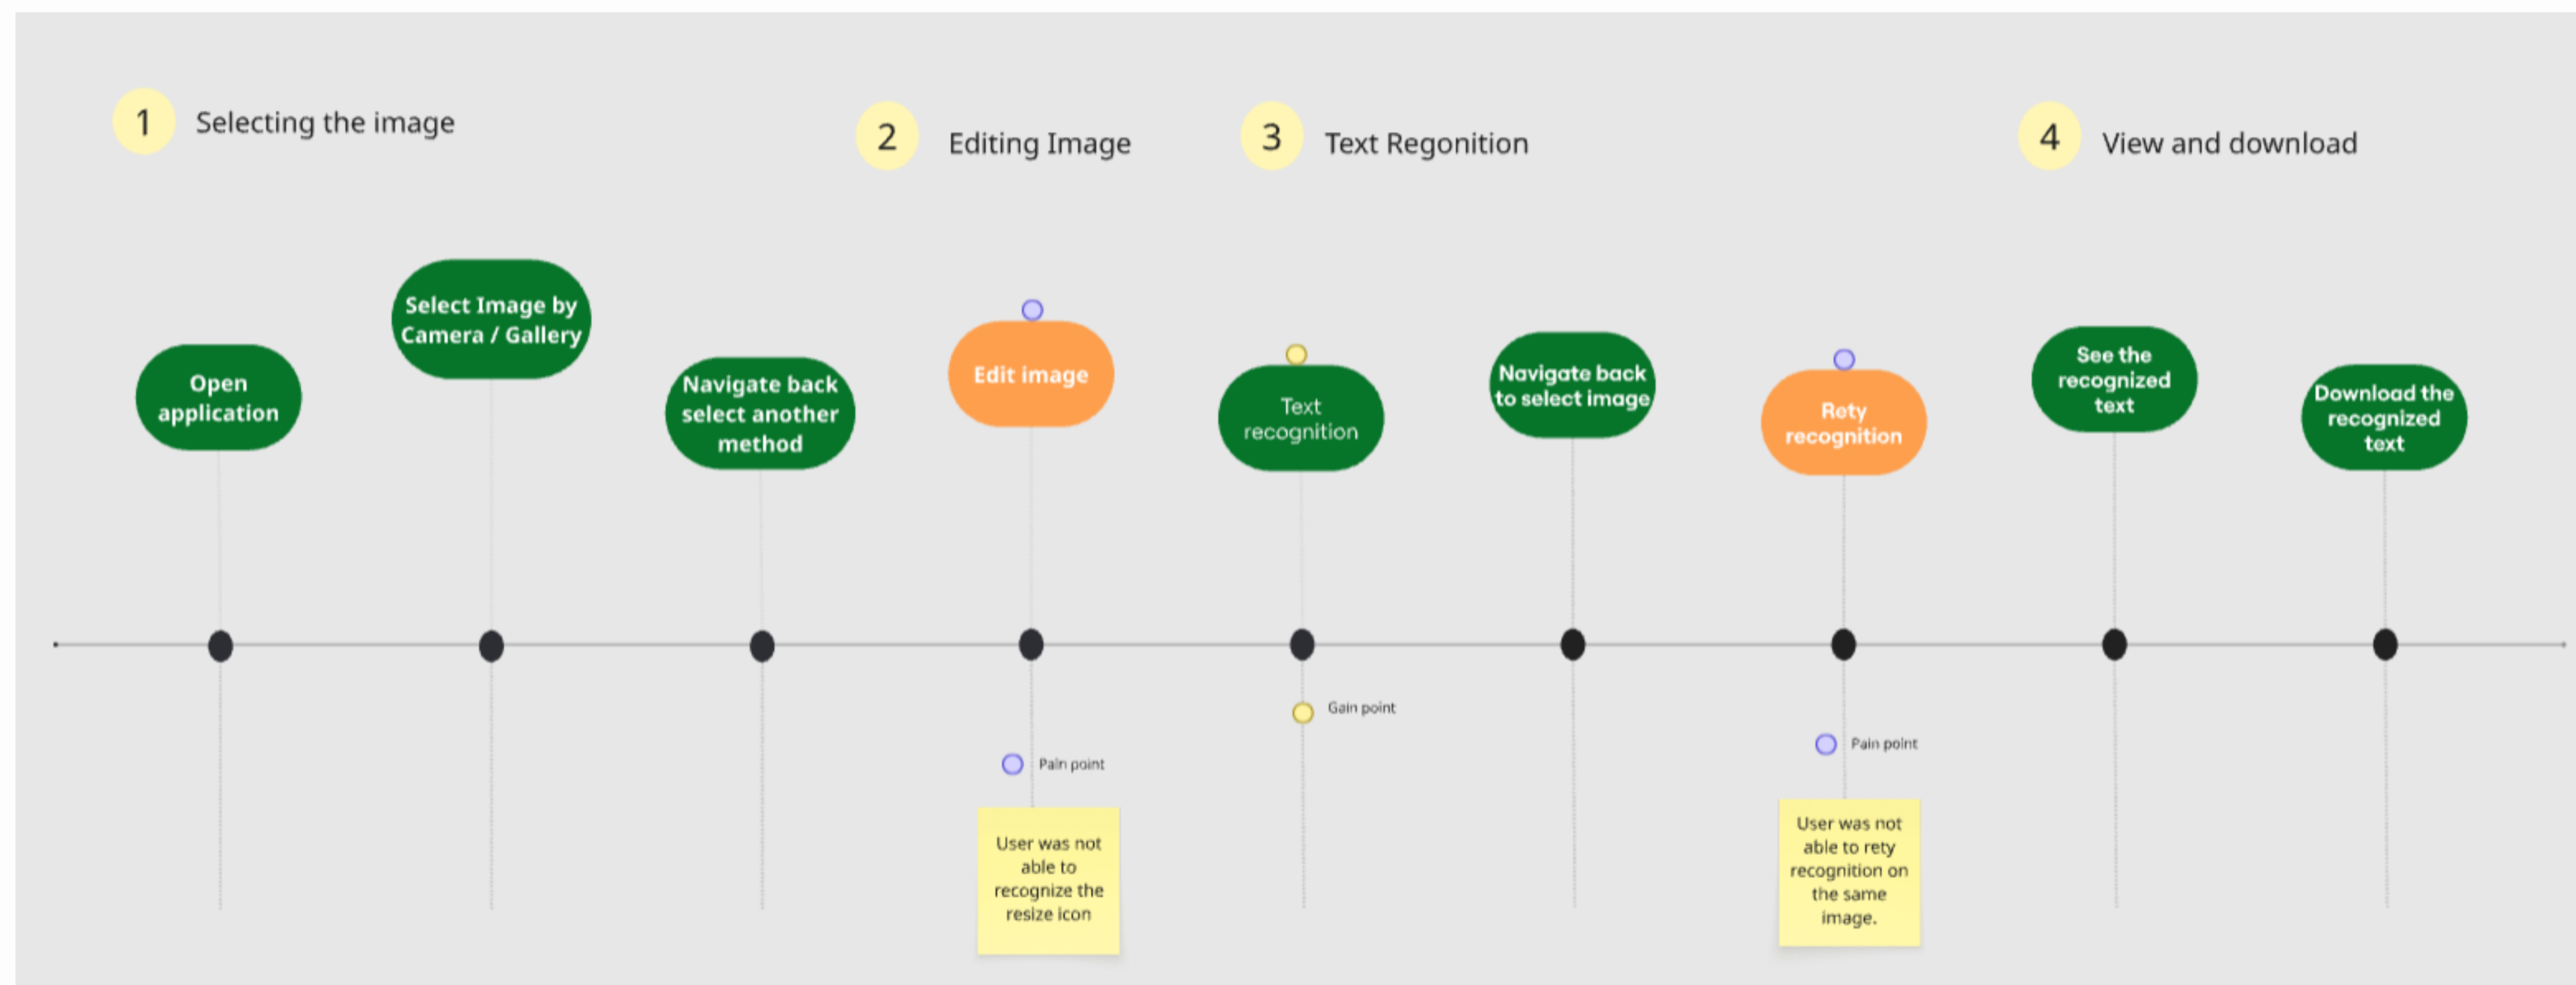 1
Selecting the image
2
Editing Image
3
Text Regonition
4
View and download
Open
application
Select Image by
Camera / Gallery
Navigate back
select another
method
Edit image
Text
recognition
Navigate back
to select image
Rety
recognition
See the
recognized
text
Download the
recognized
text
Gain point
Pain point
Pain point
User was not
able to
recognize the
resize icon
User was not
able to rety
recognition on
the same
image.